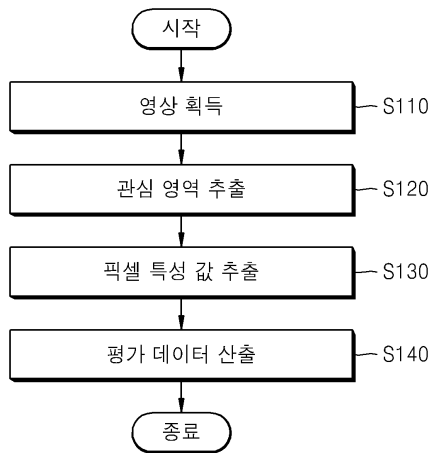 시작
영상 획득
S110
관심 영역 추출
S120
픽셀 특성 값 추출
S130
평가 데이터 산출
S140
종료